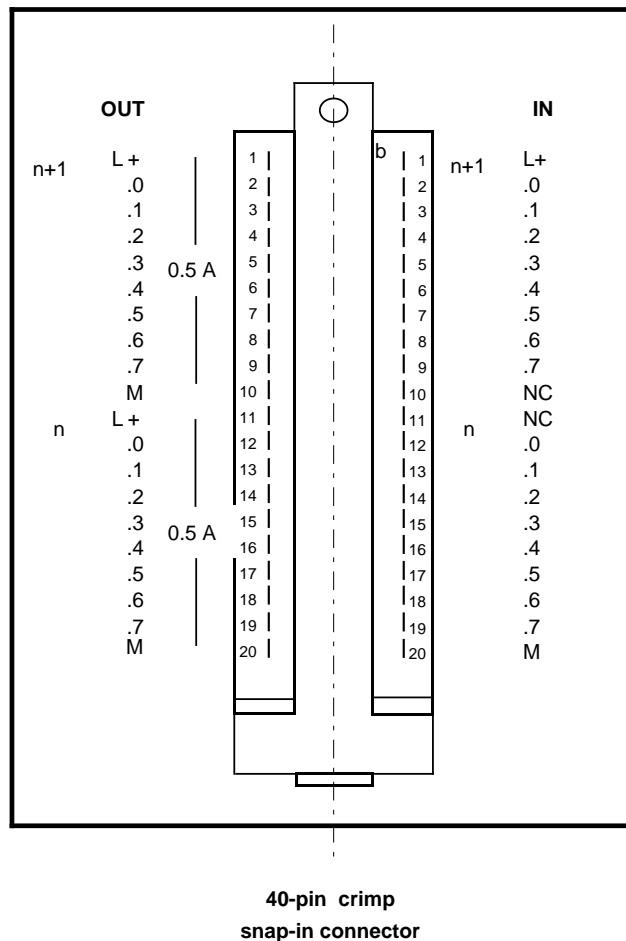 OUT IN
b
n+1 L + 1 1 n+1 L+
.0 2 2 .0
.1 3 3 .1
.2 4 4 .2
.3 0.5 A 5 5 .3
.4 6 6 .4
.5 7 7 .5
.6 8 8 .6
.7 9 9 .7
M 10 10 NC
n L + 11 11 n NC
.0 12 12 .0
.1 13 13 .1
.2 14 14 .2
.3 0.5 A 15 15 .3
.4 16 16 .4
.5 17 17 .5
.6 18 18 .6
.7 19 19 .7
M 20 20 M
40-pin crimp
snap-in connector